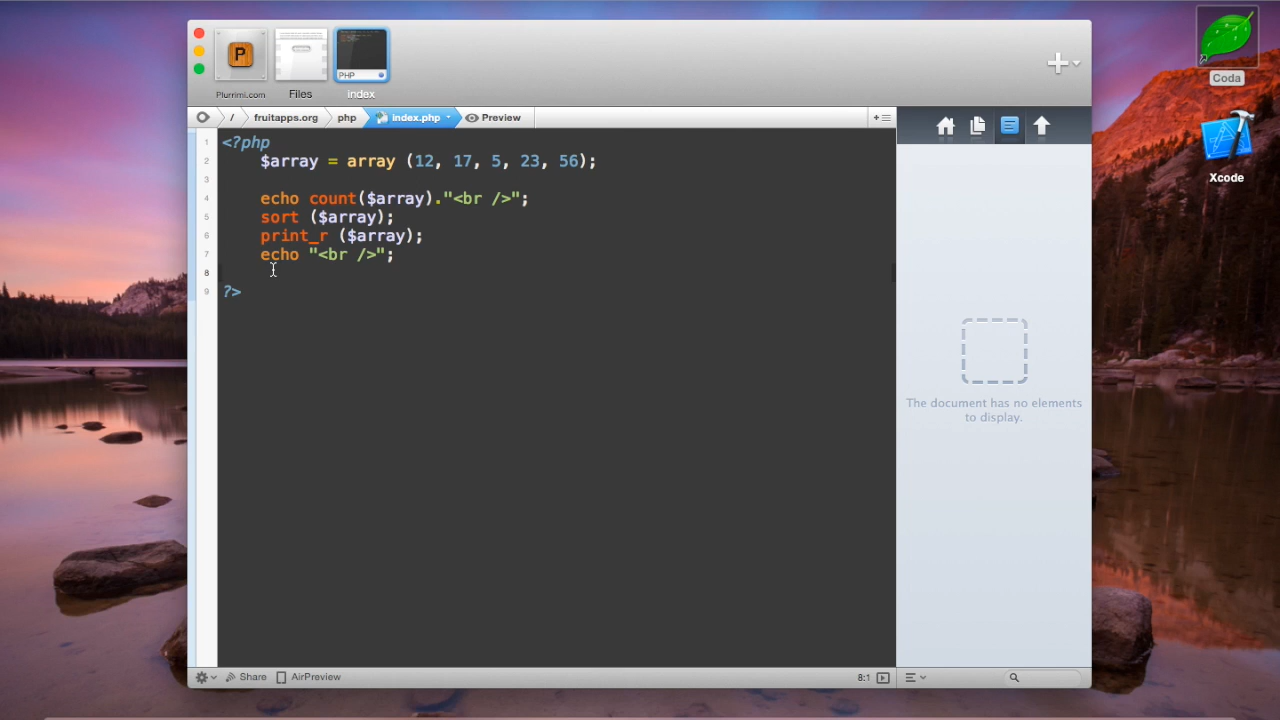 P
PHP
Plurrimi.com
Files
index
Coda
Xcode
/ fruitapps.org php index.php Preview
1 <?php
2 $array = array (12, 17, 5, 23, 56);
3
4 echo count($array)."<br />";
5 sort ($array);
6 print_r ($array);
7 echo "<br />";
8
9 ?>
The document has no elements
to display.
Share AirPreview 8:1